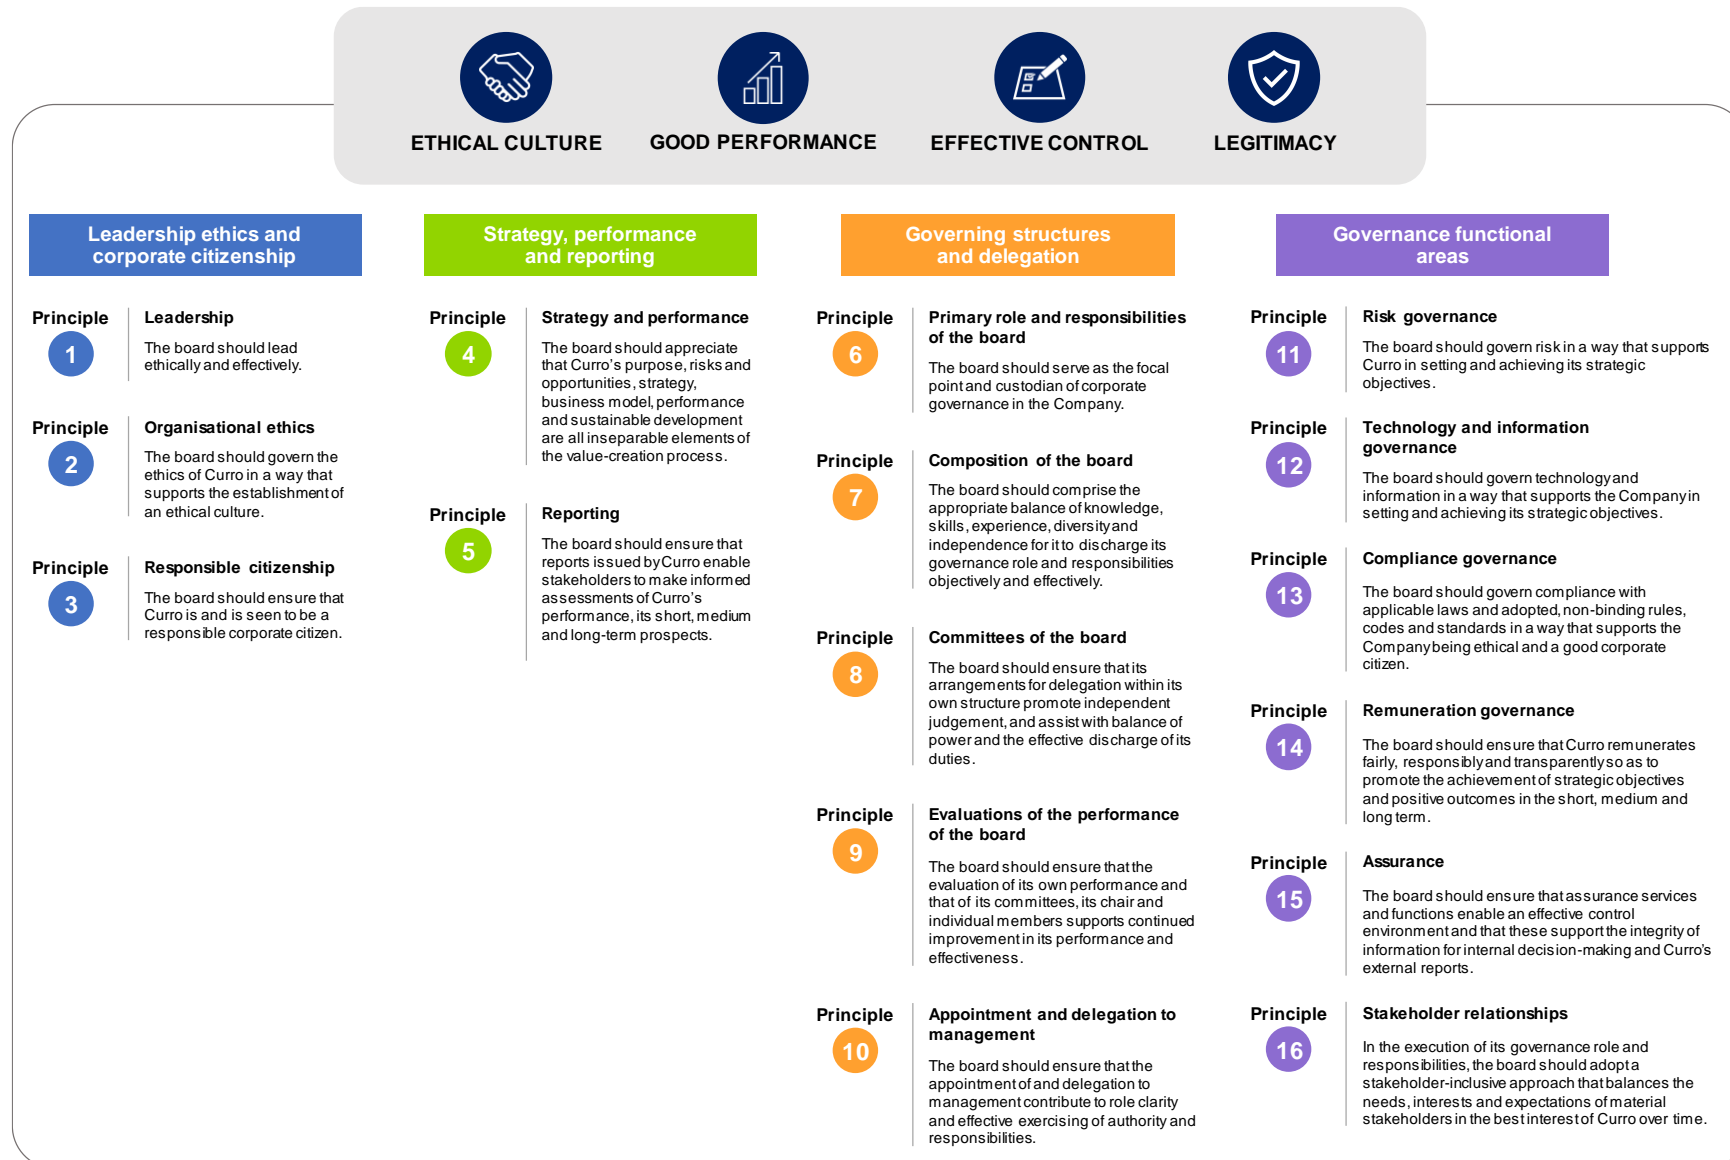 ETHICAL CULTURE
GOOD PERFORMANCE
EFFECTIVE CONTROL
LEGITIMACY
Leadership ethics and
corporate citizenship
Principle
1
Leadership
The board should lead
ethically and effectively.
Principle
2
Organisational ethics
The board should govern the
ethics of Curro in a way that
supports the establishment of
an ethical culture.
Principle
3
Responsible citizenship
The board should ensure that
Curro is and is seen to be a
responsible corporate citizen.
Strategy, performance
and reporting
Principle
4
Strategy and performance
The board should appreciate
that Curro’s purpose, risks and
opportunities, strategy,
business model, performance
and sustainable development
are all inseparable elements of
the value-creation process.
Principle
5
Reporting
The board should ensure that
reports issued by Curro enable
stakeholders to make informed
assessments of Curro’s
performance, its short, medium
and long-term prospects.
Governing structures
and delegation
Principle
6
Primary role and responsibilities
of the board
The board should serve as the focal
point and custodian of corporate
governance in the Company.
Principle
7
Composition of the board
The board should comprise the
appropriate balance of knowledge,
skills, experience, diversity and
independence for it to discharge its
governance role and responsibilities
objectively and effectively.
Principle
8
Committees of the board
The board should ensure that its
arrangements for delegation within its
own structure promote independent
judgement, and assist with balance of
power and the effective discharge of its
duties.
Principle
9
Evaluations of the performance
of the board
The board should ensure that the
evaluation of its own performance and
that of its committees, its chair and
individual members supports continued
improvement in its performance and
effectiveness.
Principle
10
Appointment and delegation to
management
The board should ensure that the
appointment of and delegation to
management contribute to role clarity
and effective exercising of authority and
responsibilities.
Governance functional
areas
Principle
11
Risk governance
The board should govern risk in a way that supports
Curro in setting and achieving its strategic
objectives.
Principle
12
Technology and information
governance
The board should govern technology and
information in a way that supports the Company in
setting and achieving its strategic objectives.
Principle
13
Compliance governance
The board should govern compliance with
applicable laws and adopted, non-binding rules,
codes and standards in a way that supports the
Company being ethical and a good corporate
citizen.
Principle
14
Remuneration governance
The board should ensure that Curro remunerates
fairly, responsibly and transparently so as to
promote the achievement of strategic objectives
and positive outcomes in the short, medium and
long term.
Principle
15
Assurance
The board should ensure that assurance services
and functions enable an effective control
environment and that these support the integrity of
information for internal decision-making and Curro’s
external reports.
Principle
16
Stakeholder relationships
In the execution of its governance role and
responsibilities, the board should adopt a
stakeholder-inclusive approach that balances the
needs, interests and expectations of material
stakeholders in the best interest of Curro over time.